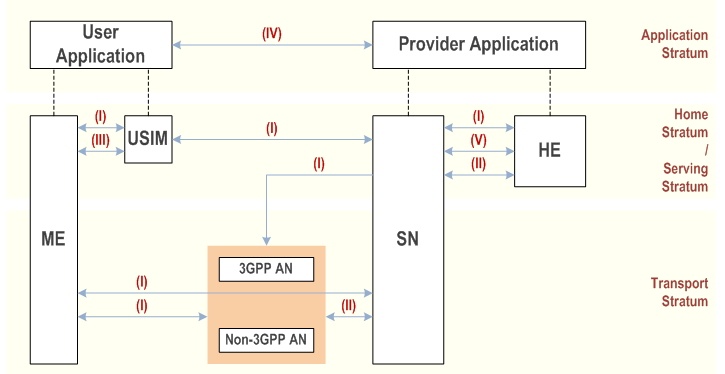 User
Application
(IV)
Provider Application
Application
Stratum
(I)
(III)
USIM
(I)
(I)
(V)
(II)
HE
Home
Stratum
/
Serving
Stratum
(I)
ME
SN
3GPP AN
(I)
(I)
(II)
Non-3GPP AN
Transport
Stratum